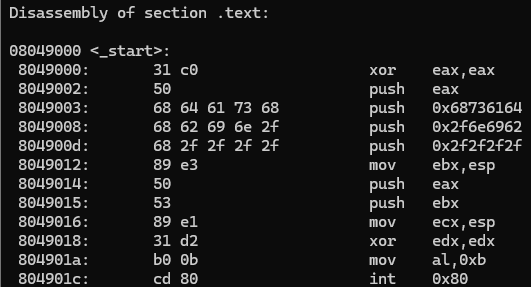 Disassembly of section .text:
08049000 <_start>:
8049000: 31 c0 xor eax,eax
8049002: 50 push eax
8049003: 68 64 61 73 68 push 0x68736164
8049008: 68 62 69 6e 2f push 0x2f6e6962
804900d: 68 2f 2f 2f 2f push 0x2f2f2f2f
8049012: 89 e3 mov ebx,esp
8049014: 50 push eax
8049015: 53 push ebx
8049016: 89 e1 mov ecx,esp
8049018: 31 d2 xor edx,edx
804901a: b0 0b mov al,0xb
804901c: cd 80 int 0x80